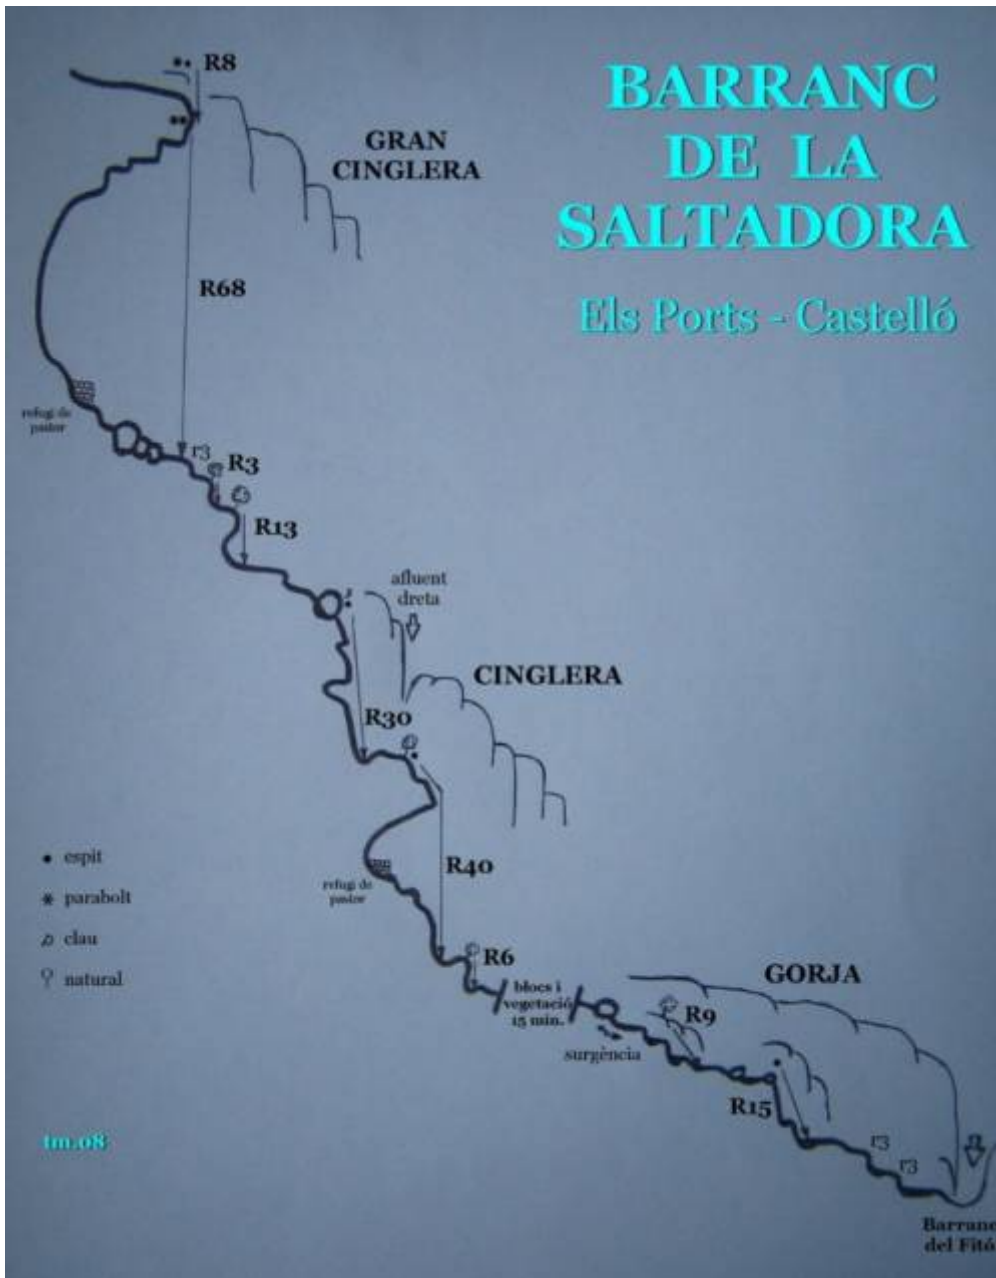 R8
BARRANC
DE LA
SALTADORA
Els Ports - Castelló
GRAN
CINGLERA
R68
refugi de
pastor
r3
R3
R13
afluent
dreta
CINGLERA
R30
R40
refugi de
pastor
• espit
* parabolt
clau
natural
R6
blocs i
vegetació
15 min.
surgència
GORJA
R9
R15
r3
r3
tm.08
Barranc
del Fitó